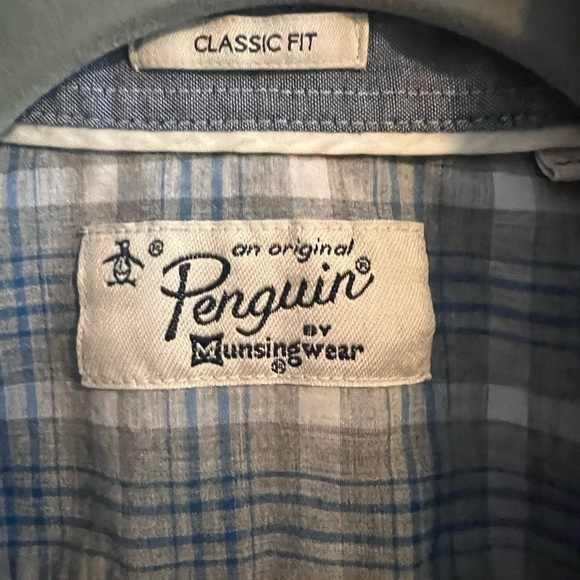 CLASSIC FIT
® an original
Penguin®
BY
Munsingwear
®